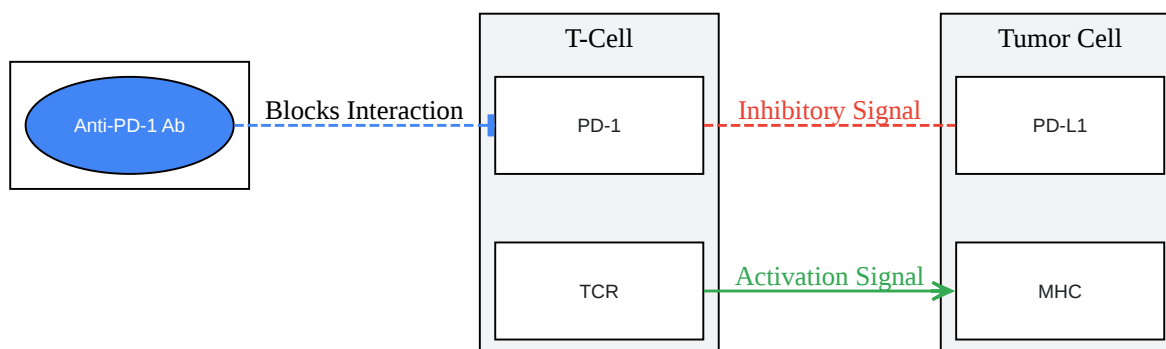 T-Cell
Tumor Cell
Anti-PD-1 Ab
Blocks Interaction
PD-1
Inhibitory Signal
PD-L1
TCR
Activation Signal
MHC